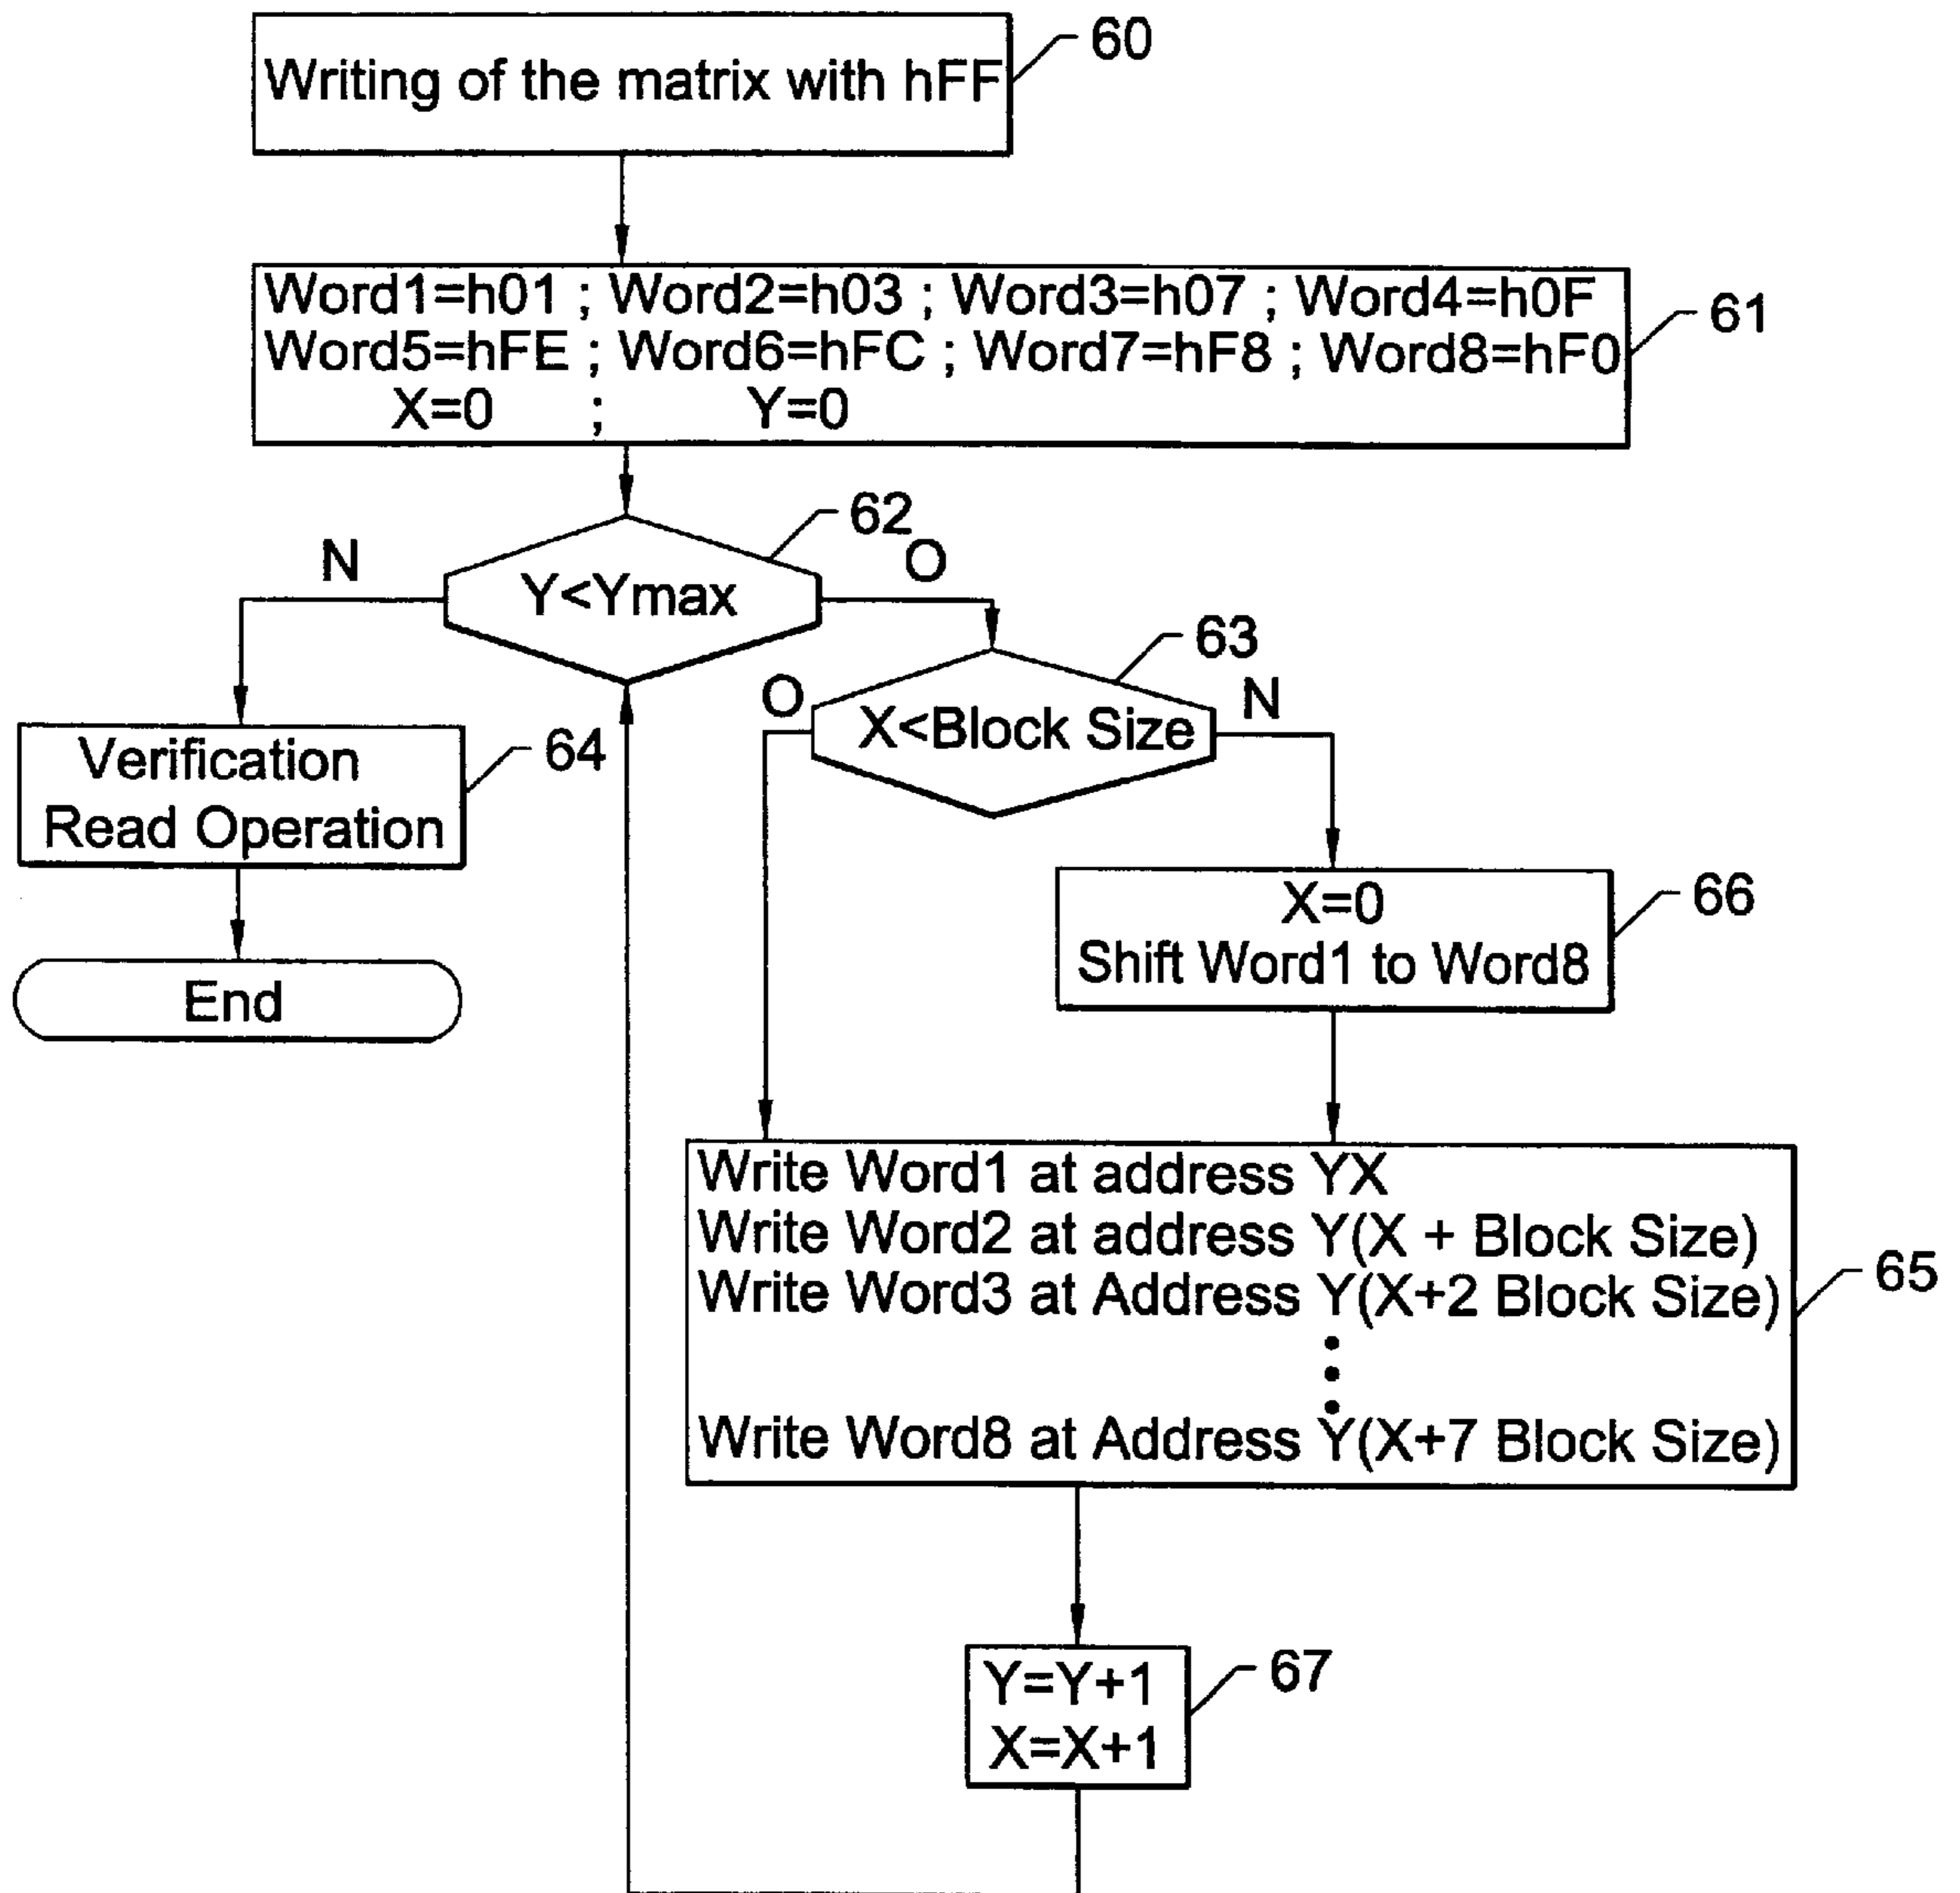 Writing of the matrix with hFF
60
Word1=h01 ; Word2=h03 ; Word3=h07 ; Word4=h0F
Word5=hFE ; Word6=hFC ; Word7=hF8 ; Word8=hF0
X=0 ; Y=0
61
62
N
O
Y<Ymax
63
O
N
X<Block Size
Verification
Read Operation
64
End
X=0
Shift Word1 to Word8
66
Write Word1 at address YX
Write Word2 at address Y(X + Block Size)
Write Word3 at Address Y(X+2 Block Size)
Write Word8 at Address Y(X+7 Block Size)
65
Y=Y+1
X=X+1
67